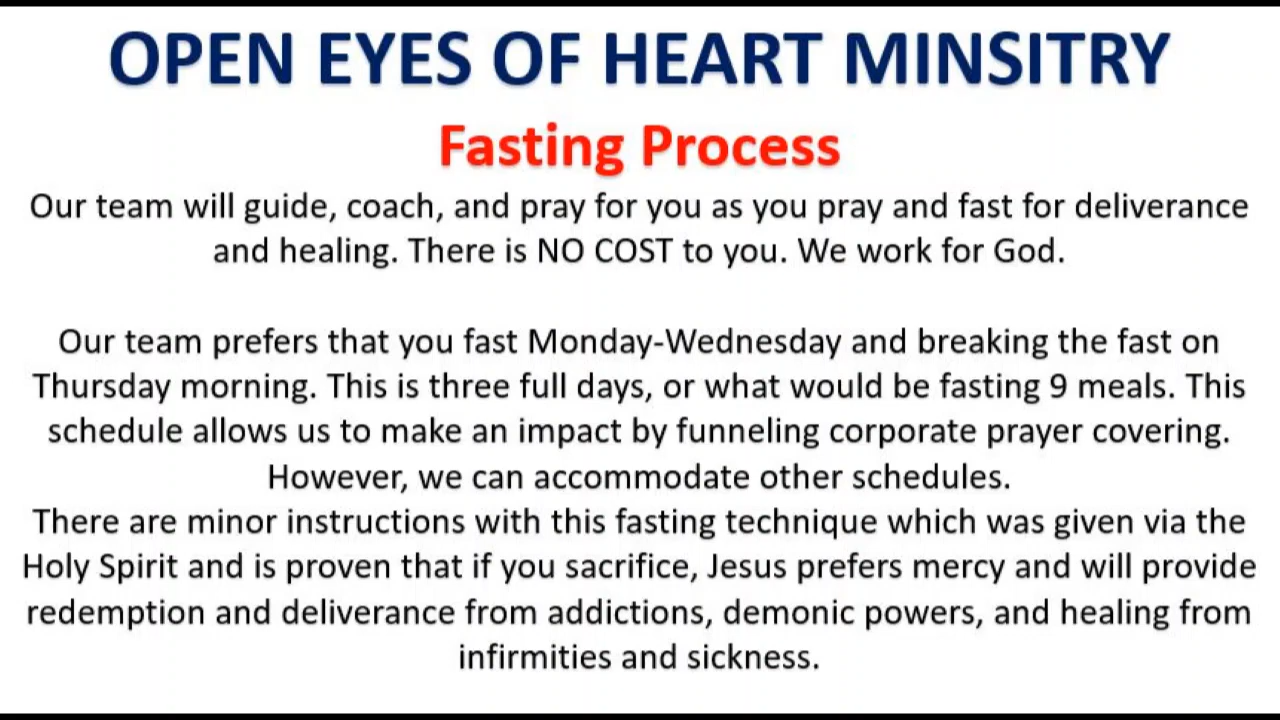 OPEN EYES OF HEART MINSITRY
Fasting Process
Our team will guide, coach, and pray for you as you pray and fast for deliverance
and healing. There is NO COST to you. We work for God.
Our team prefers that you fast Monday-Wednesday and breaking the fast on
Thursday morning. This is three full days, or what would be fasting 9 meals. This
schedule allows us to make an impact by funneling corporate prayer covering.
However, we can accommodate other schedules.
There are minor instructions with this fasting technique which was given via the
Holy Spirit and is proven that if you sacrifice, Jesus prefers mercy and will provide
redemption and deliverance from addictions, demonic powers, and healing from
infirmities and sickness.